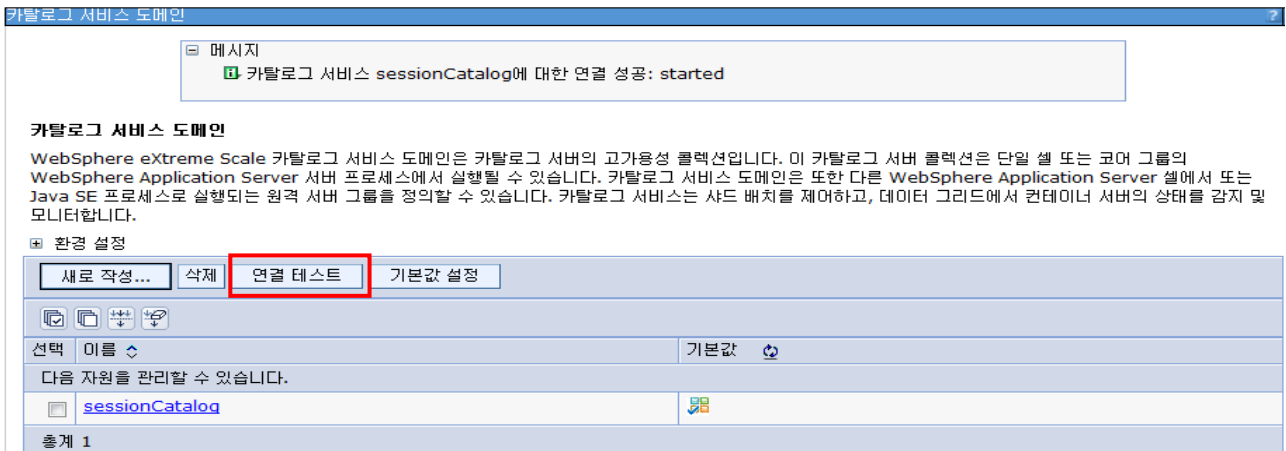 카탈로그 서비스 도메인
?
메시지
카탈로그 서비스 sessionCatalog에 대한 연결 성공: started
카탈로그 서비스 도메인
WebSphere eXtreme Scale 카탈로그 서비스 도메인은 카탈로그 서버의 고가용성 콜렉션입니다. 이 카탈로그 서버 콜렉션은 단일 셀 또는 코어 그룹의
WebSphere Application Server 서버 프로세스에서 실행될 수 있습니다. 카탈로그 서비스 도메인은 또한 다른 WebSphere Application Server 셀에서 또는
Java SE 프로세스로 실행되는 원격 서버 그룹을 정의할 수 있습니다. 카탈로그 서비스는 샤드 배치를 제어하고, 데이터 그리드에서 컨테이너 서버의 상태를 감지 및
모니터합니다.
환경 설정
새로 작성... 삭제 연결 테스트 기본값 설정
선택 이름 기본값
다음 자원을 관리할 수 있습니다.
sessionCatalog
총계 1